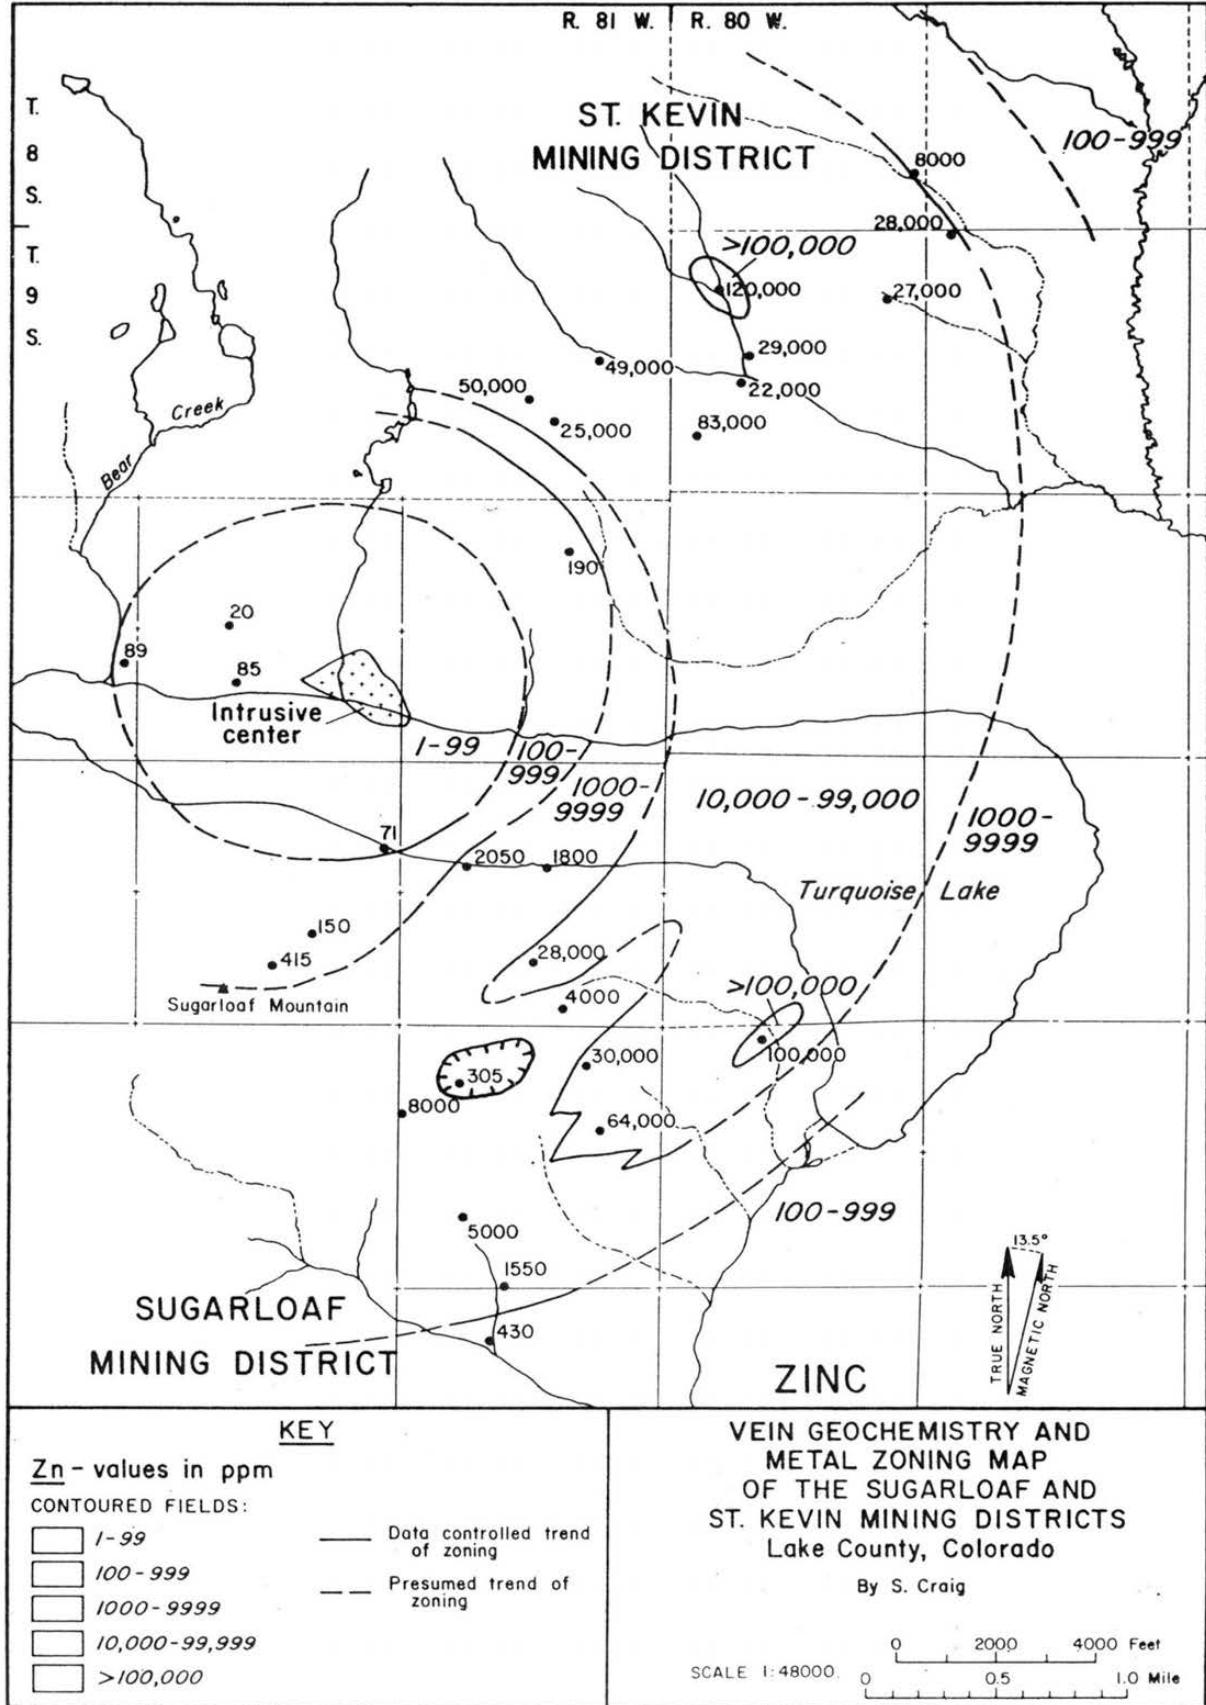 R. 81 W. R. 80 W.
T.
8
S.
T.
9
S.
ST. KEVIN
MINING DISTRICT
100-999
8000
28,000
>100,000
120,000
27,000
29,000
49,000
22,000
50,000
25,000
83,000
Creek
Bear
190
20
89
85
Intrusive
center
1-99
100-
999
1000-
9999
10,000-99,000
1000-
9999
71
2050
1800
Turquoise Lake
150
415
28,000
Sugarloaf Mountain
4000
>100,000
100,000
30,000
305
8000
64,000
5000
100-999
1550
430
SUGARLOAF
MINING DISTRICT
ZINC
13.5°
TRUE NORTH
MAGNETIC NORTH
KEY
Zn - values in ppm
CONTOURED FIELDS:
1-99
100-999
1000-9999
10,000-99,999
>100,000
Data controlled trend
of zoning
Presumed trend of
zoning
VEIN GEOCHEMISTRY AND
METAL ZONING MAP
OF THE SUGARLOAF AND
ST. KEVIN MINING DISTRICTS
Lake County, Colorado
By S. Craig
0 2000 4000 Feet
SCALE 1:48000
0 0.5 1.0 Mile